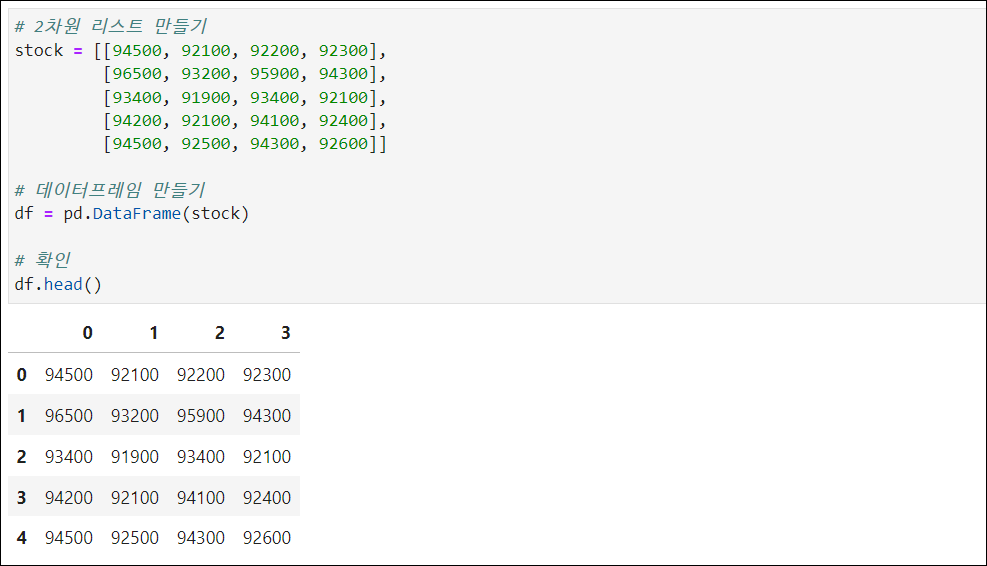 # 2차원 리스트 만들기
stock = [[94500, 92100, 92200, 92300],
         [96500, 93200, 95900, 94300],
         [93400, 91900, 93400, 92100],
         [94200, 92100, 94100, 92400],
         [94500, 92500, 94300, 92600]]
# 데이터프레임 만들기
df = pd.DataFrame(stock)
# 확인
df.head()
0 1 2 3
0 94500 92100 92200 92300
1 96500 93200 95900 94300
2 93400 91900 93400 92100
3 94200 92100 94100 92400
4 94500 92500 94300 92600